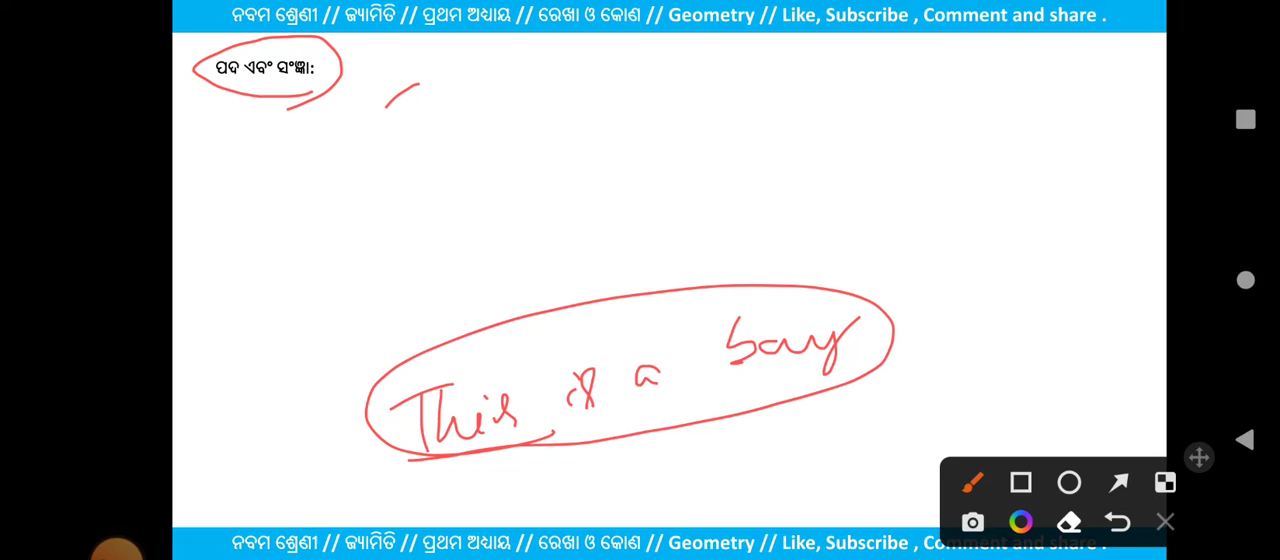 ନବମ ଶ୍ରେଣୀ // ଜ୍ୟାମିତି // ପ୍ରଥମ ଅଧ୍ୟାୟ // ରେଖା ଓ କୋଣ // Geometry // Like, Subscribe , Comment and share .
ପଦ ଏବଂ ସଂଜ୍ଞା:
This is a boy
ନବମ ଶ୍ରେଣୀ // ଜ୍ୟାମିତି // ପ୍ରଥମ ଅଧ୍ୟାୟ // ରେଖା ଓ କୋଣ // Geometry // Like, Subscribe , Comment and share .